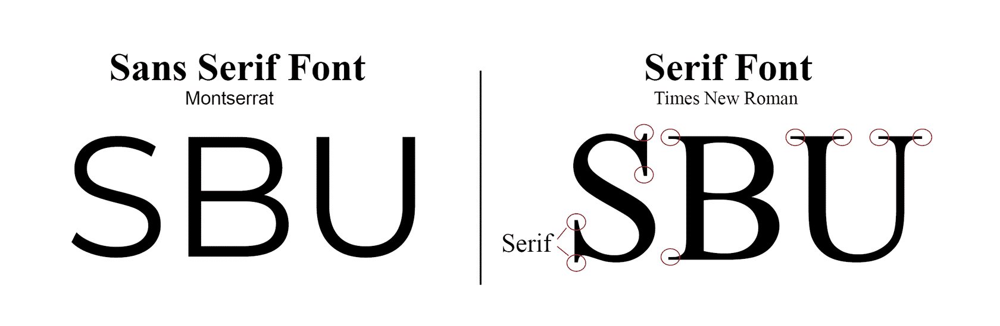 Sans Serif Font
Montserrat
SBU
Serif Font
Times New Roman
SBU
Serif